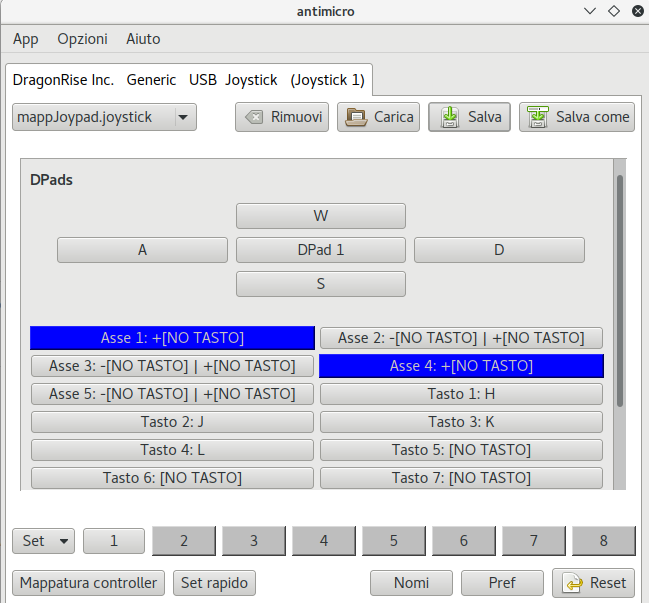 antimicro
App Opzioni Aiuto
DragonRise Inc. Generic USB Joystick (Joystick 1)
mappJoypad.joystick Rimuovi Carica Salva Salva come
DPads
W
A DPad 1 D
S
Asse 1: +[NO TASTO] Asse 2: -[NO TASTO] | +[NO TASTO]
Asse 3: -[NO TASTO] | +[NO TASTO] Asse 4: +[NO TASTO]
Asse 5: -[NO TASTO] | +[NO TASTO] Tasto 1: H
Tasto 2: J Tasto 3: K
Tasto 4: L Tasto 5: [NO TASTO]
Tasto 6: [NO TASTO] Tasto 7: [NO TASTO]
Set 1 2 3 4 5 6 7 8
Mappatura controller Set rapido Nomi Pref Reset